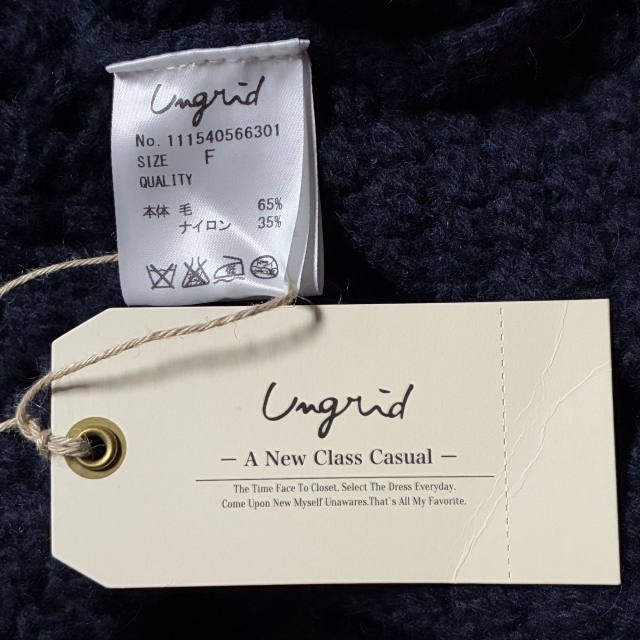 Ungrid
No. 111540566301
SIZE F
QUALITY
本体 毛 65%
ナイロン 35%
Ungrid
— A New Class Casual —
The Time Face To Closet, Select The Dress Everyday.
Come Upon New Myself Unawares.That`s All My Favorite.